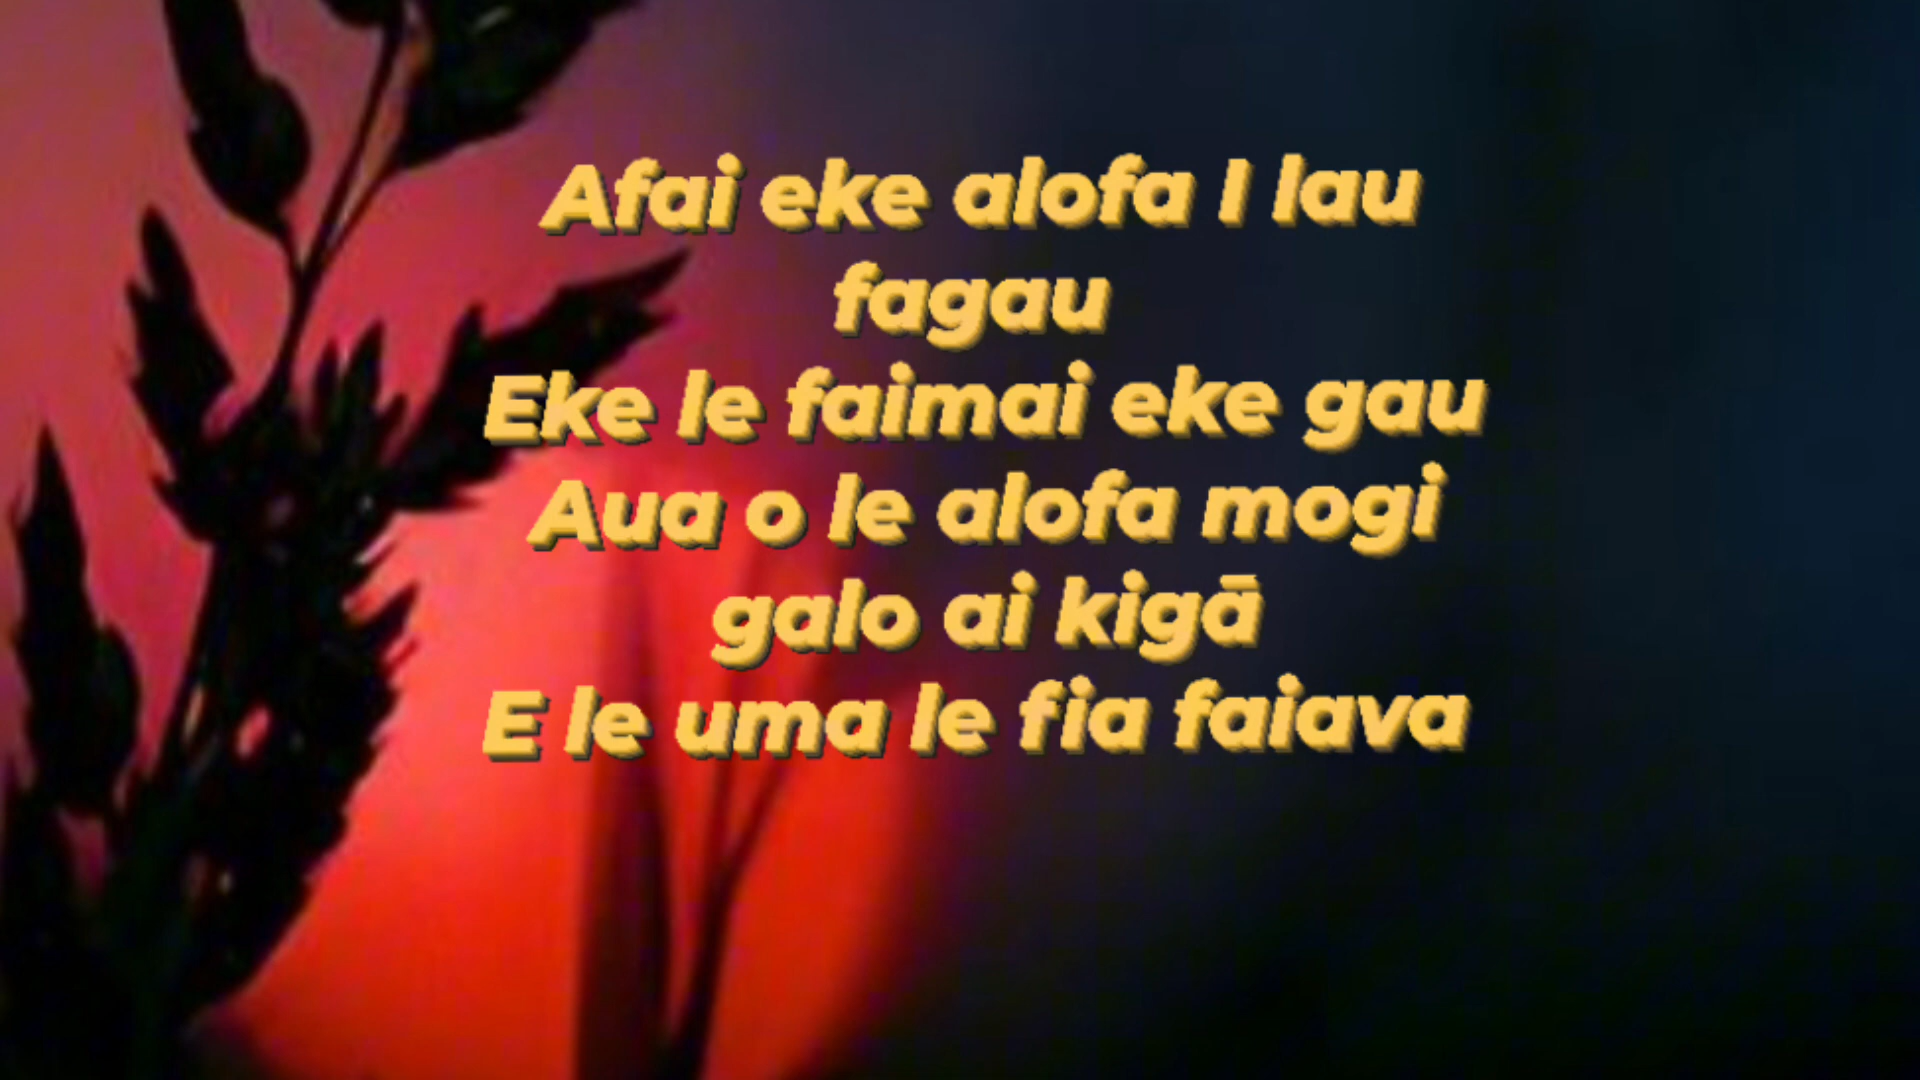 Afai eke alofa I lau
fagau
Eke le faimai eke gau
Aua o le alofa mogi
galo ai kigā
E le uma le fia faiava